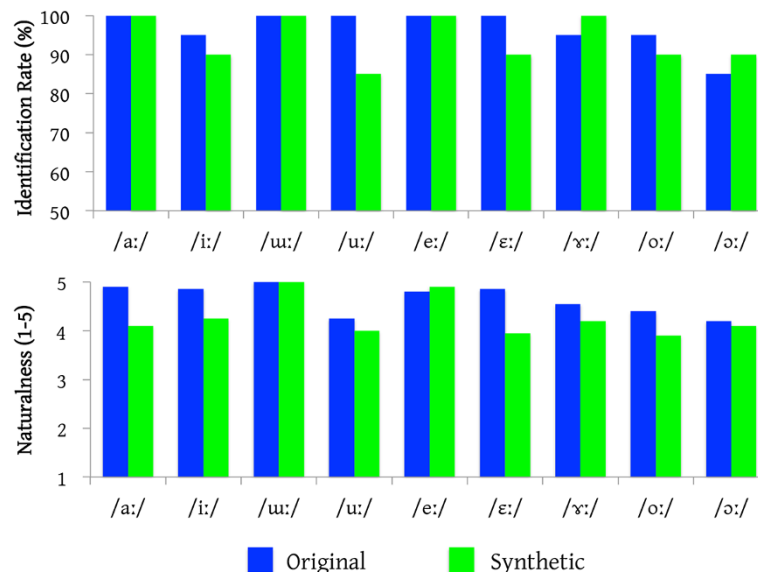 Identification Rate (%)
100
90
80
70
60
50
/aː/ /iː/ /ɯː/ /uː/ /eː/ /ɛː/ /ɤː/ /oː/ /ɔː/
Naturalness (1-5)
5
4
3
2
1
/aː/ /iː/ /ɯː/ /uː/ /eː/ /ɛː/ /ɤː/ /oː/ /ɔː/
Original Synthetic